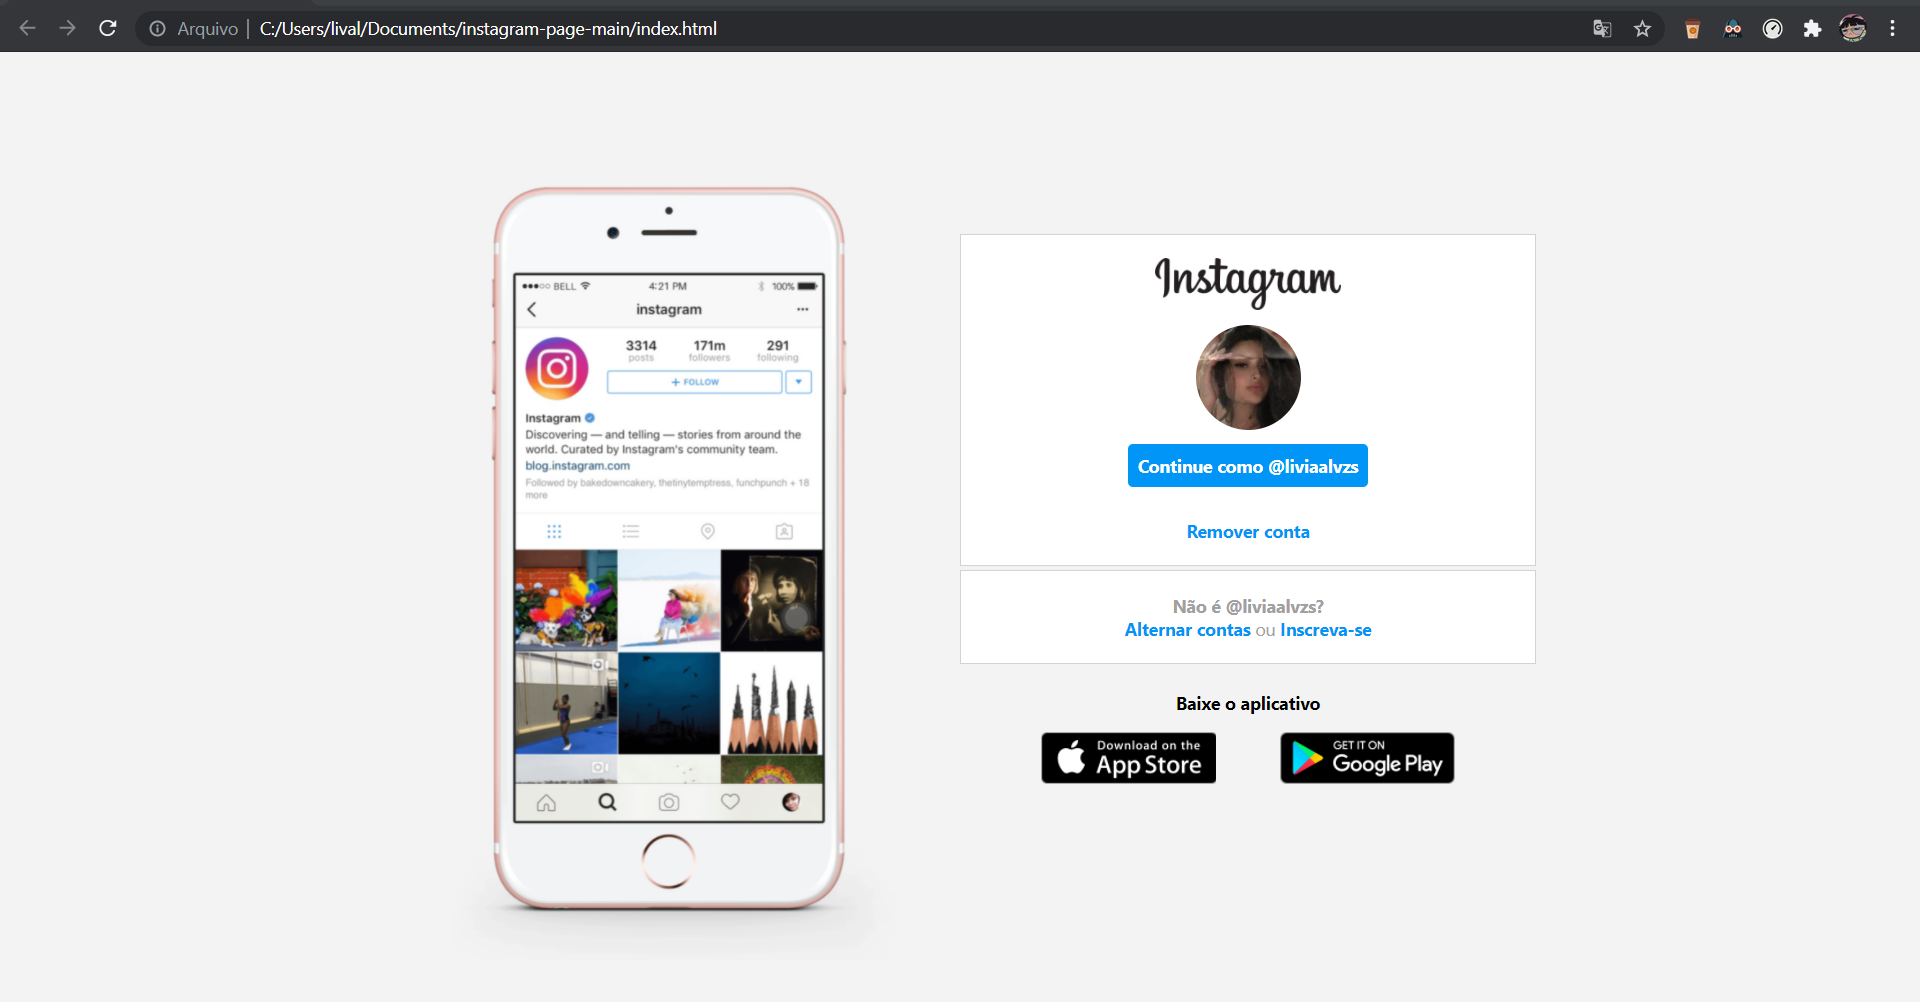 Arquivo | C:/Users/lival/Documents/instagram-page-main/index.html
BELL 4:21 PM 100%
instagram
3314 171m 291
posts followers following
+ FOLLOW
Instagram
Discovering — and telling — stories from around the
world. Curated by Instagram's community team.
blog.instagram.com
Followed by bakedowncakery, thetinytemptress, funchpunch + 18
more
Instagram
Continue como @liviaalvzs
Remover conta
Não é @liviaalvzs?
Alternar contas ou Inscreva-se
Baixe o aplicativo
Download on the
App Store
GET IT ON
Google Play